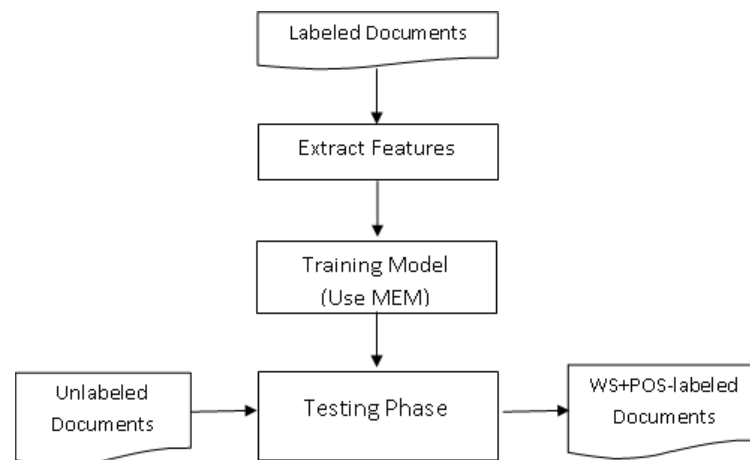 Labeled Documents
Extract Features
Training Model
(Use MEM)
Unlabeled
Documents
Testing Phase
WS+POS-labeled
Documents